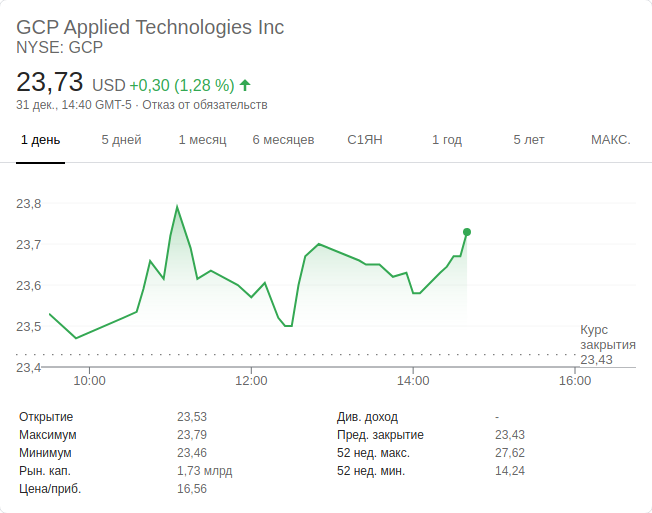 GCP Applied Technologies Inc
NYSE: GCP
23,73 USD +0,30 (1,28 %)
31 дек., 14:40 GMT-5 · Отказ от обязательств
1 день 5 дней 1 месяц 6 месяцев С1ЯН 1 год 5 лет МАКС.
23,8
23,7
23,6
23,5
23,4
Курс
закрытия
23,43
10:00 12:00 14:00 16:00
Открытие 23,53 Див. доход -
Максимум 23,79 Пред. закрытие 23,43
Минимум 23,46 52 нед. макс. 27,62
Рын. кап. 1,73 млрд 52 нед. мин. 14,24
Цена/приб. 16,56